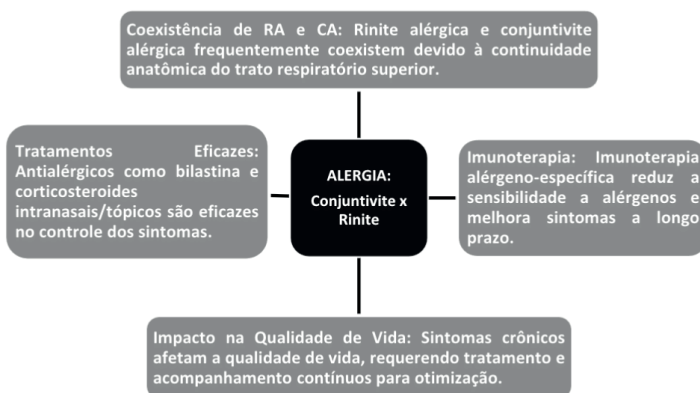 Coexistência de RA e CA: Rinite alérgica e conjuntivite
alérgica frequentemente coexistem devido à continuidade
anatômica do trato respiratório superior.
Tratamentos Eficazes:
Antialérgicos como bilastina e
corticosteroides
intranasais/tópicos são eficazes
no controle dos sintomas.
ALERGIA:
Conjuntivite x
Rinite
Imunoterapia: Imunoterapia
alérgeno-específica reduz a
sensibilidade a alérgenos e
melhora sintomas a longo
prazo.
Impacto na Qualidade de Vida: Sintomas crônicos
afetam a qualidade de vida, requerendo tratamento e
acompanhamento contínuos para otimização.